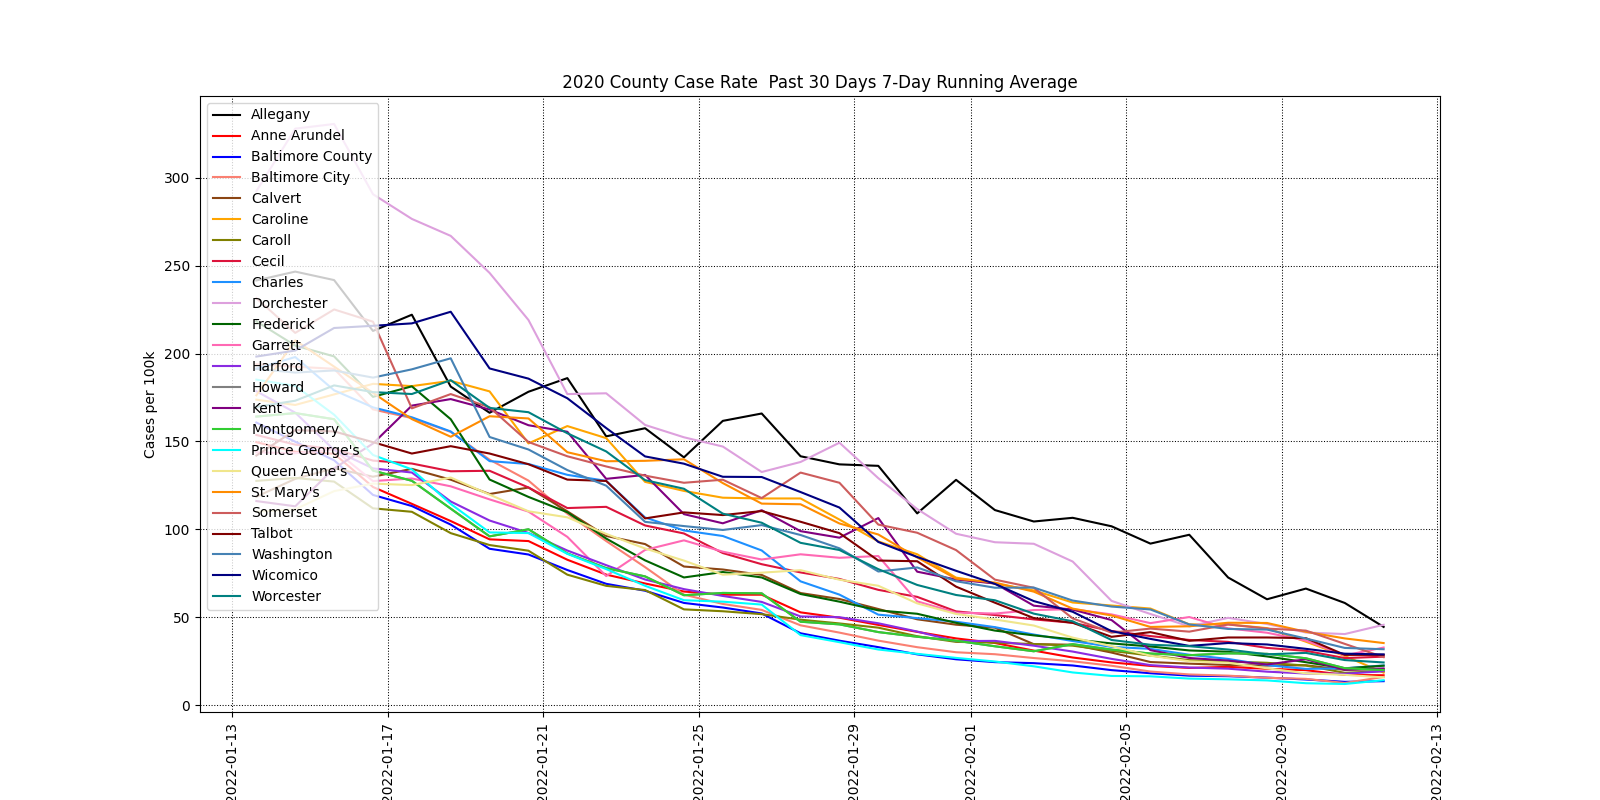 2020 County Case Rate  Past 30 Days 7-Day Running Average
Cases per 100k
300
250
200
150
100
50
0
Allegany
Anne Arundel
Baltimore County
Baltimore City
Calvert
Caroline
Caroll
Cecil
Charles
Dorchester
Frederick
Garrett
Harford
Howard
Kent
Montgomery
Prince George's
Queen Anne's
St. Mary's
Somerset
Talbot
Washington
Wicomico
Worcester
2022-01-13
2022-01-17
2022-01-21
2022-01-25
2022-01-29
2022-02-01
2022-02-05
2022-02-09
2022-02-13